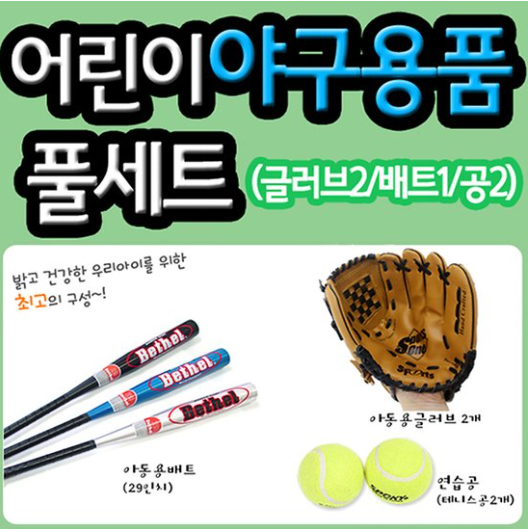 어린이야구용품
풀세트 (글러브2/배트1/공2)
밝고 건강한 우리아이를 위한
최고의 구성~!
Bethel
Bethel
Bethel
Hand Crafted
SPORTS
아동용글러브 2개
아동용배트
(29인치)
연습공
(테니스공2개)